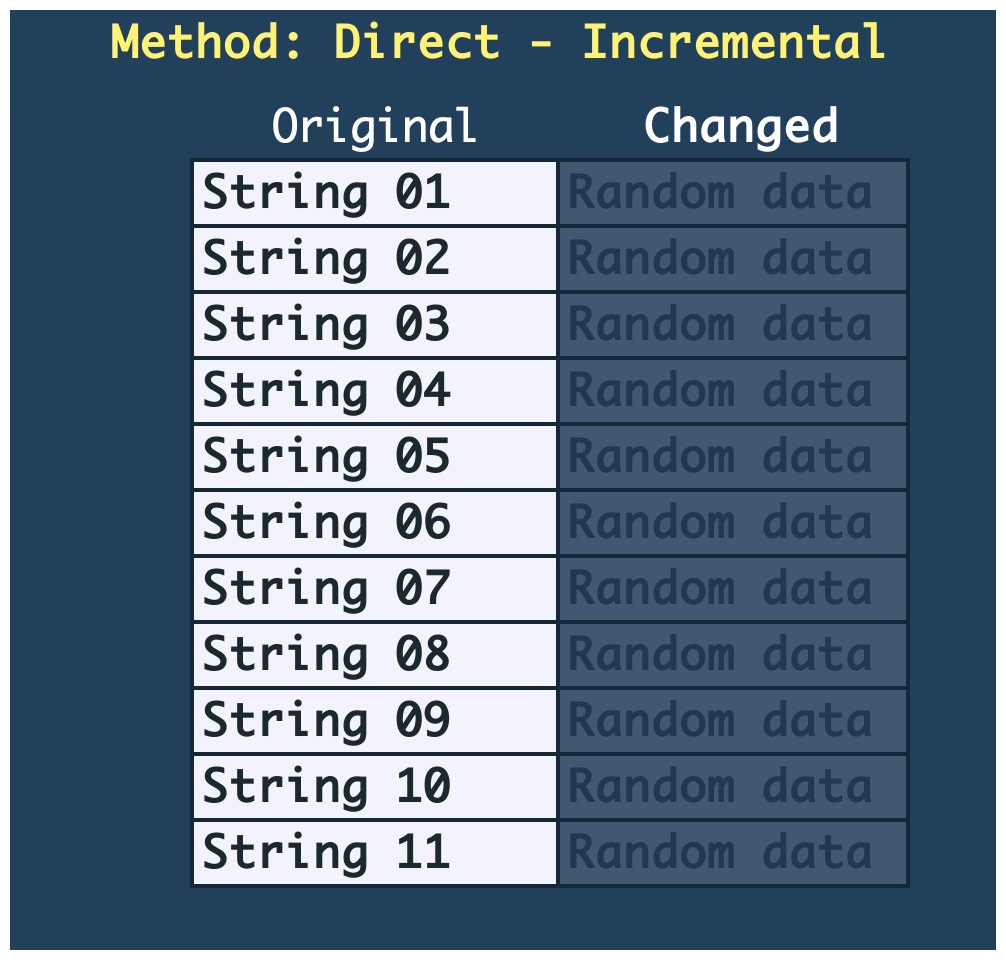 Method: Direct - Incremental
Original Changed
String 01 Random data
String 02 Random data
String 03 Random data
String 04 Random data
String 05 Random data
String 06 Random data
String 07 Random data
String 08 Random data
String 09 Random data
String 10 Random data
String 11 Random data